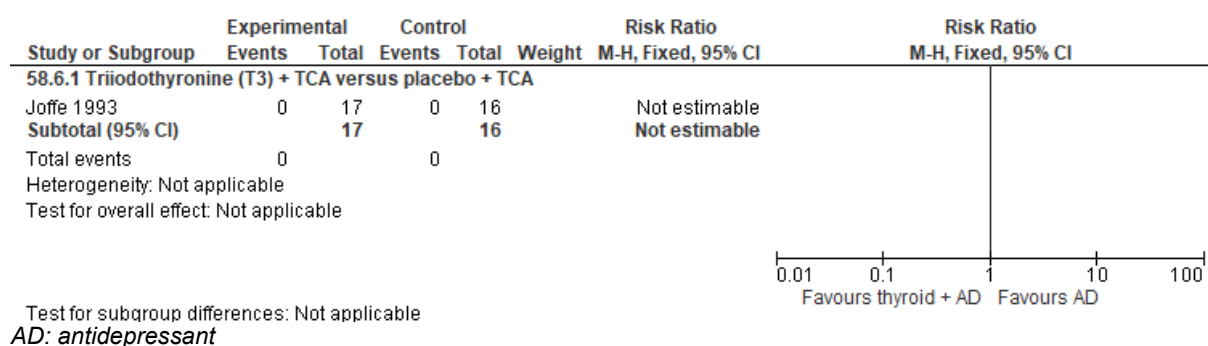 Experimental Control Risk Ratio Risk Ratio
Study or Subgroup Events Total Events Total Weight M-H, Fixed, 95% CI M-H, Fixed, 95% CI
58.6.1 Triiodothyronine (T3) + TCA versus placebo + TCA
Joffe 1993 0 17 0 16 Not estimable
Subtotal (95% CI) 17 16 Not estimable
Total events 0 0
Heterogeneity: Not applicable
Test for overall effect: Not applicable
0.01 0.1 1 10 100
Favours thyroid + AD Favours AD
Test for subgroup differences: Not applicable
AD: antidepressant